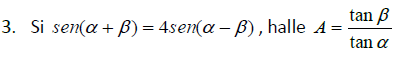 3. Si sen(α + β) = 4sen(α – β), halle A = tan β / tan α